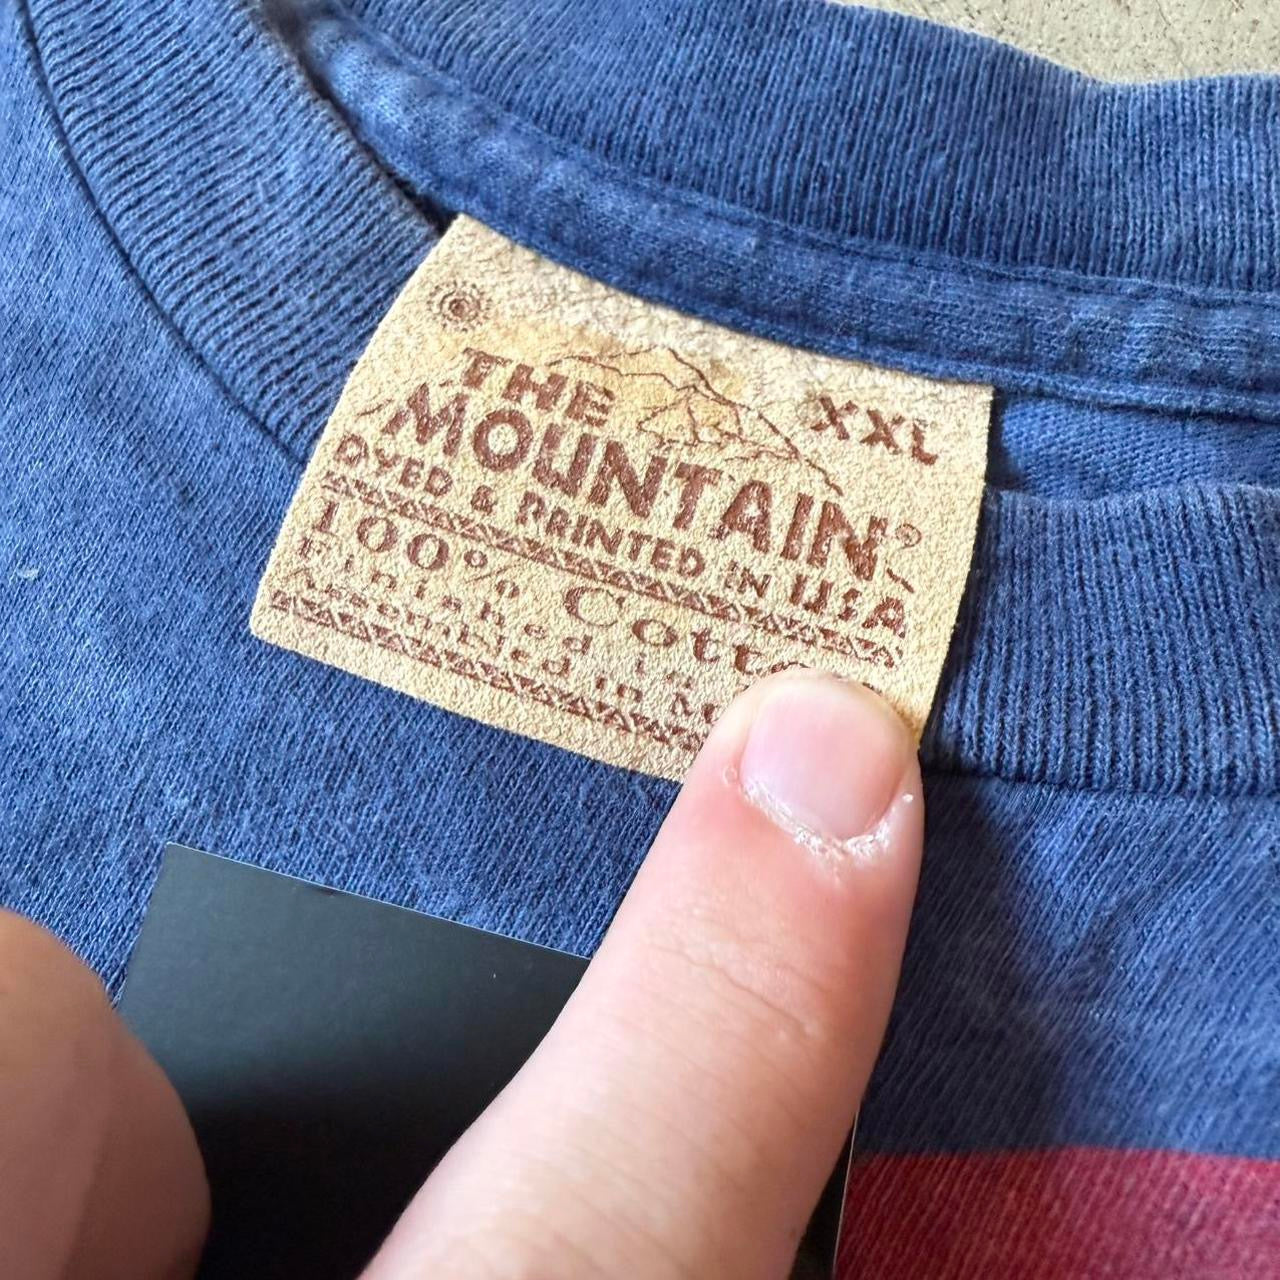 XXL
THE
MOUNTAIN®
DYED & PRINTED IN USA
100% Cott
Finished in
Assembled in M